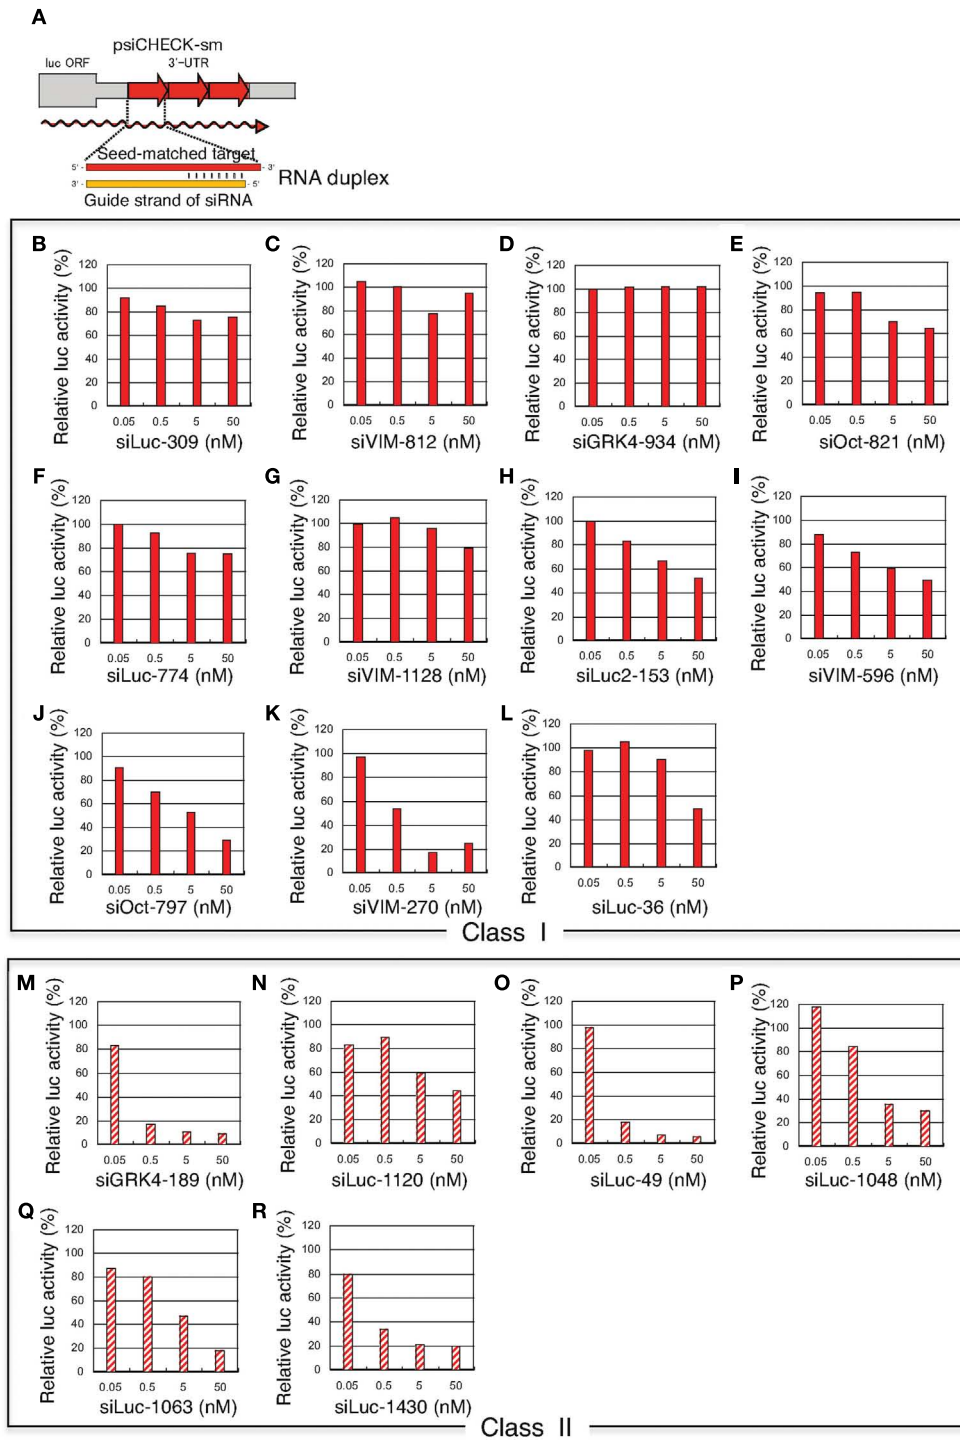 A
psiCHECK-sm
luc ORF
3'-UTR
Seed-matched target
5' -
- 3'
RNA duplex
3' -
- 5'
Guide strand of siRNA
B
Relative luc activity (%)
120
100
80
60
40
20
0
0.05 0.5 5 50
siLuc-309 (nM)
C
Relative luc activity (%)
120
100
80
60
40
20
0
0.05 0.5 5 50
siVIM-812 (nM)
D
Relative luc activity (%)
120
100
80
60
40
20
0
0.05 0.5 5 50
siGRK4-934 (nM)
E
Relative luc activity (%)
120
100
80
60
40
20
0
0.05 0.5 5 50
siOct-821 (nM)
F
Relative luc activity (%)
120
100
80
60
40
20
0
0.05 0.5 5 50
siLuc-774 (nM)
G
Relative luc activity (%)
120
100
80
60
40
20
0
0.05 0.5 5 50
siVIM-1128 (nM)
H
Relative luc activity (%)
120
100
80
60
40
20
0
0.05 0.5 5 50
siLuc2-153 (nM)
I
Relative luc activity (%)
120
100
80
60
40
20
0
0.05 0.5 5 50
siVIM-596 (nM)
J
Relative luc activity (%)
120
100
80
60
40
20
0
0.05 0.5 5 50
siOct-797 (nM)
K
Relative luc activity (%)
120
100
80
60
40
20
0
0.05 0.5 5 50
siVIM-270 (nM)
L
Relative luc activity (%)
120
100
80
60
40
20
0
0.05 0.5 5 50
siLuc-36 (nM)
Class I
M
Relative luc activity (%)
120
100
80
60
40
20
0
0.05 0.5 5 50
siGRK4-189 (nM)
N
Relative luc activity (%)
120
100
80
60
40
20
0
0.05 0.5 5 50
siLuc-1120 (nM)
O
Relative luc activity (%)
120
100
80
60
40
20
0
0.05 0.5 5 50
siLuc-49 (nM)
P
Relative luc activity (%)
120
100
80
60
40
20
0
0.05 0.5 5 50
siLuc-1048 (nM)
Q
Relative luc activity (%)
120
100
80
60
40
20
0
0.05 0.5 5 50
siLuc-1063 (nM)
R
Relative luc activity (%)
120
100
80
60
40
20
0
0.05 0.5 5 50
siLuc-1430 (nM)
Class II